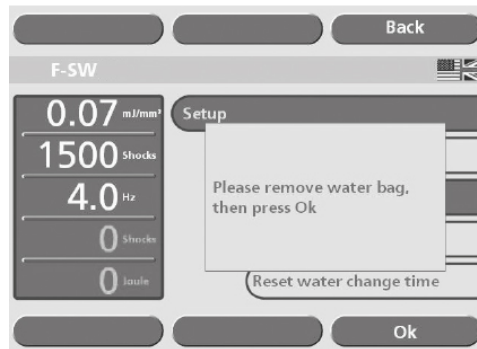 Back
F-SW
0.07 mJ/mm²
1500 Shocks
4.0 Hz
0 Shocks
0 Joule
Setup
Please remove water bag,
then press Ok
Reset water change time
Ok